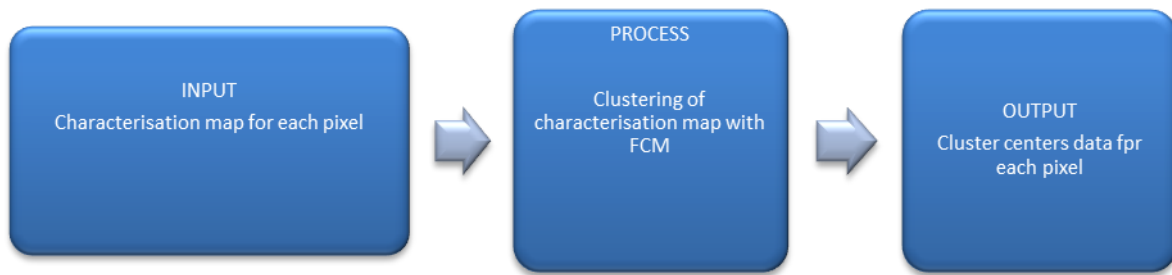 INPUT
Characterisation map for each pixel
PROCESS
Clustering of
characterisation map with
FCM
OUTPUT
Cluster centers data fpr
each pixel